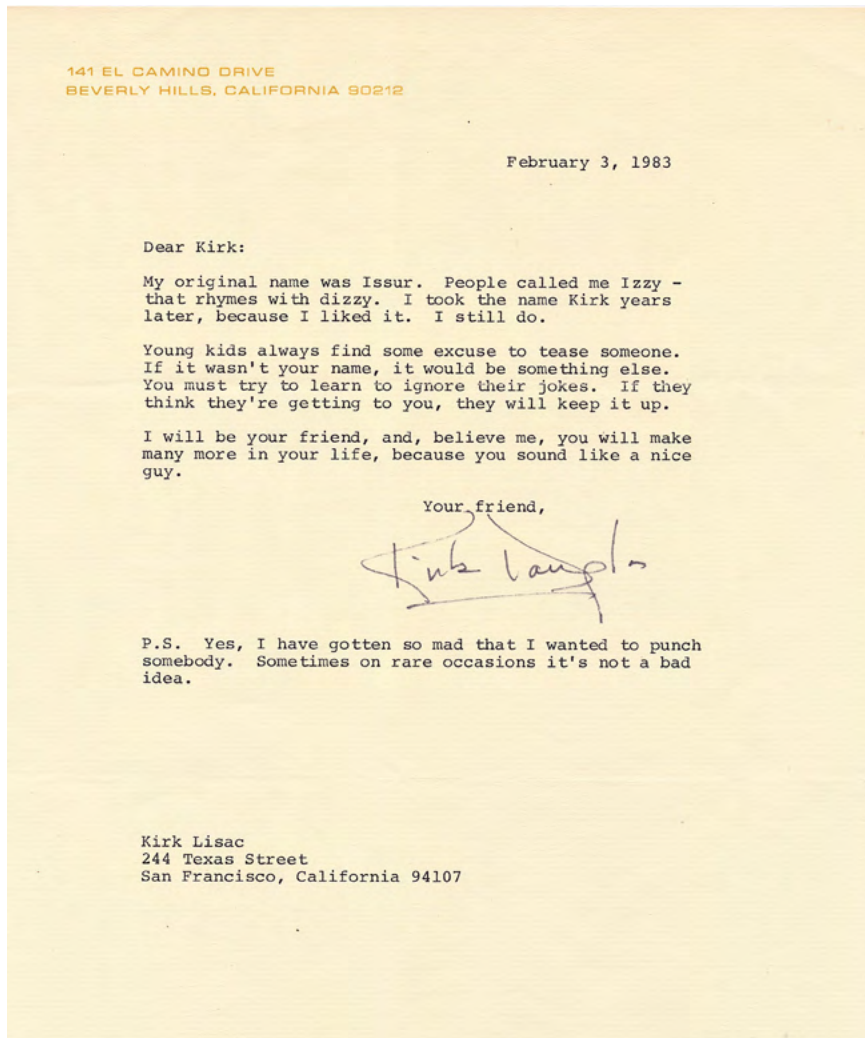 141 EL CAMINO DRIVE
BEVERLY HILLS, CALIFORNIA 90212
February 3, 1983
Dear Kirk:
My original name was Issur.  People called me Izzy -
that rhymes with dizzy.  I took the name Kirk years
later, because I liked it.  I still do.
Young kids always find some excuse to tease someone.
If it wasn't your name, it would be something else.
You must try to learn to ignore their jokes.  If they
think they're getting to you, they will keep it up.
I will be your friend, and, believe me, you will make
many more in your life, because you sound like a nice
guy.
Your friend,
Kirk Douglas
P.S.  Yes, I have gotten so mad that I wanted to punch
somebody.  Sometimes on rare occasions it's not a bad
idea.
Kirk Lisac
244 Texas Street
San Francisco, California 94107